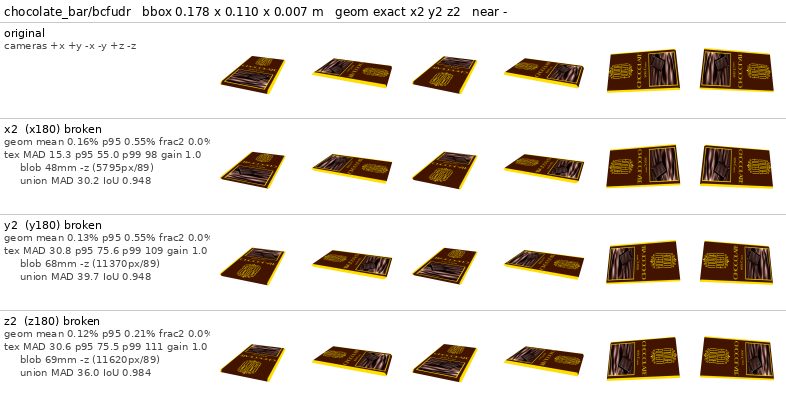 chocolate_bar/bcfudr bbox 0.178 x 0.110 x 0.007 m geom exact x2 y2 z2 near -
original
cameras +x +y -x -y +z -z
x2 (x180) broken
geom mean 0.16% p95 0.55% frac2 0.0%
tex MAD 15.3 p95 55.0 p99 98 gain 1.0
blob 48mm -z (5795px/89)
union MAD 30.2 IoU 0.948
y2 (y180) broken
geom mean 0.13% p95 0.55% frac2 0.0%
tex MAD 30.8 p95 75.6 p99 109 gain 1.0
blob 68mm -z (11370px/89)
union MAD 39.7 IoU 0.948
z2 (z180) broken
geom mean 0.12% p95 0.21% frac2 0.0%
tex MAD 30.6 p95 75.5 p99 111 gain 1.0
blob 69mm -z (11620px/89)
union MAD 36.0 IoU 0.984